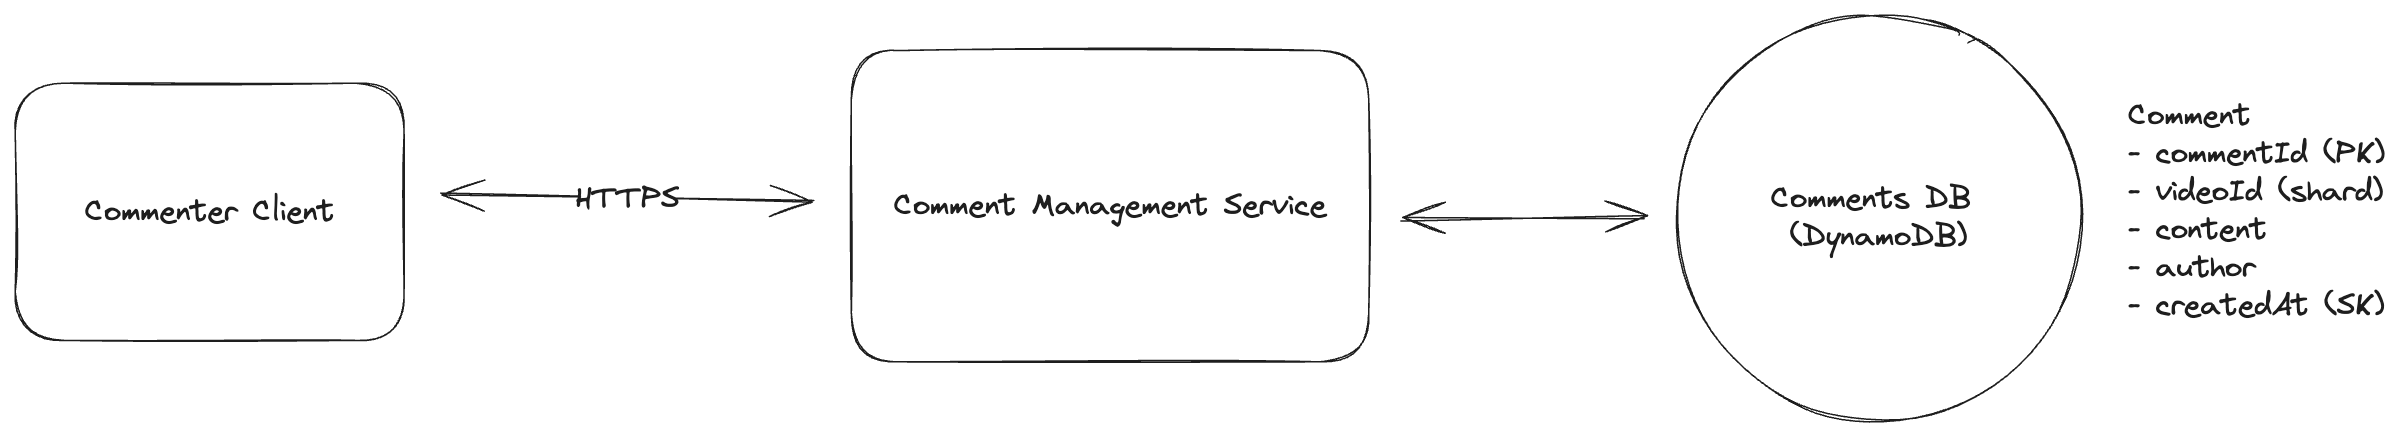 Commenter Client
HTTPS
Comment Management Service
Comments DB
(DynamoDB)
Comment
- commentId (PK)
- videoId (shard)
- content
- author
- createdAt (SK)